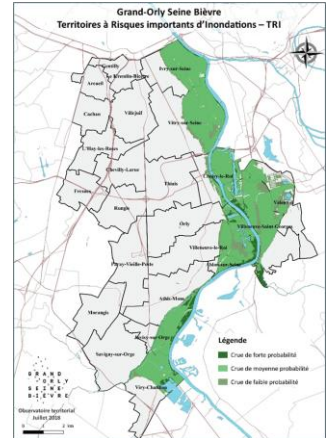 Grand-Orly Seine Bièvre
Territoires à Risques importants d'Inondations – TRI
Gentilly
Ivry-sur-Seine
Le Kremlin-Bicêtre
Arcueil
Villejuif
Cachan
Vitry-sur-Seine
L'Haÿ-les-Roses
Chevilly-Larue
Choisy-le-Roi
Thiais
Fresnes
Rungis
Villeneuve-Saint-Georges
Orly
Villeneuve-le-Roi
Paray-Vieille-Poste
Ablon-sur-Seine
Athis-Mons
Morangis
Juvisy-sur-Orge
Savigny-sur-Orge
Viry-Chatillon
Légende
Crue de forte probabilité
Crue de moyenne probabilité
Crue de faible probabilité
GRAND
ORLY
SEINE
BIÈVRE
Observatoire territorial
Juillet 2018